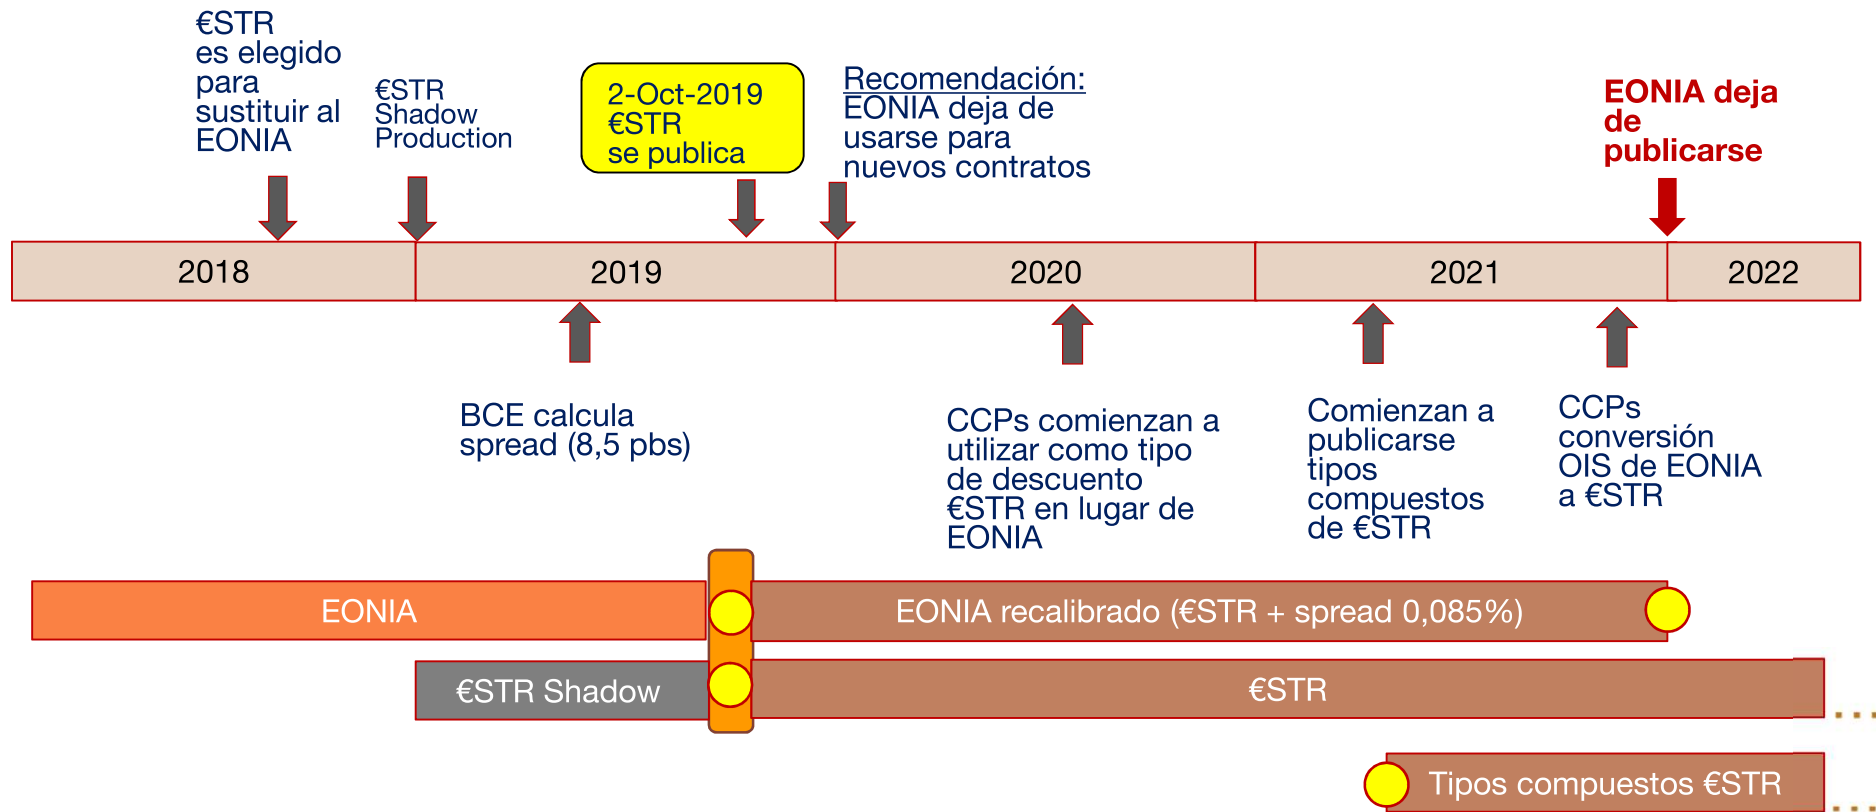 €STR
es elegido
para
sustituir al
EONIA
€STR
Shadow
Production
2-Oct-2019
€STR
se publica
Recomendación:
EONIA deja de
usarse para
nuevos contratos
EONIA deja
de
publicarse
2018
2019
2020
2021
2022
BCE calcula
spread (8,5 pbs)
CCPs comienzan a
utilizar como tipo
de descuento
€STR en lugar de
EONIA
Comienzan a
publicarse
tipos
compuestos
de €STR
CCPs
conversión
OIS de EONIA
a €STR
EONIA
EONIA recalibrado (€STR + spread 0,085%)
€STR Shadow
€STR
Tipos compuestos €STR